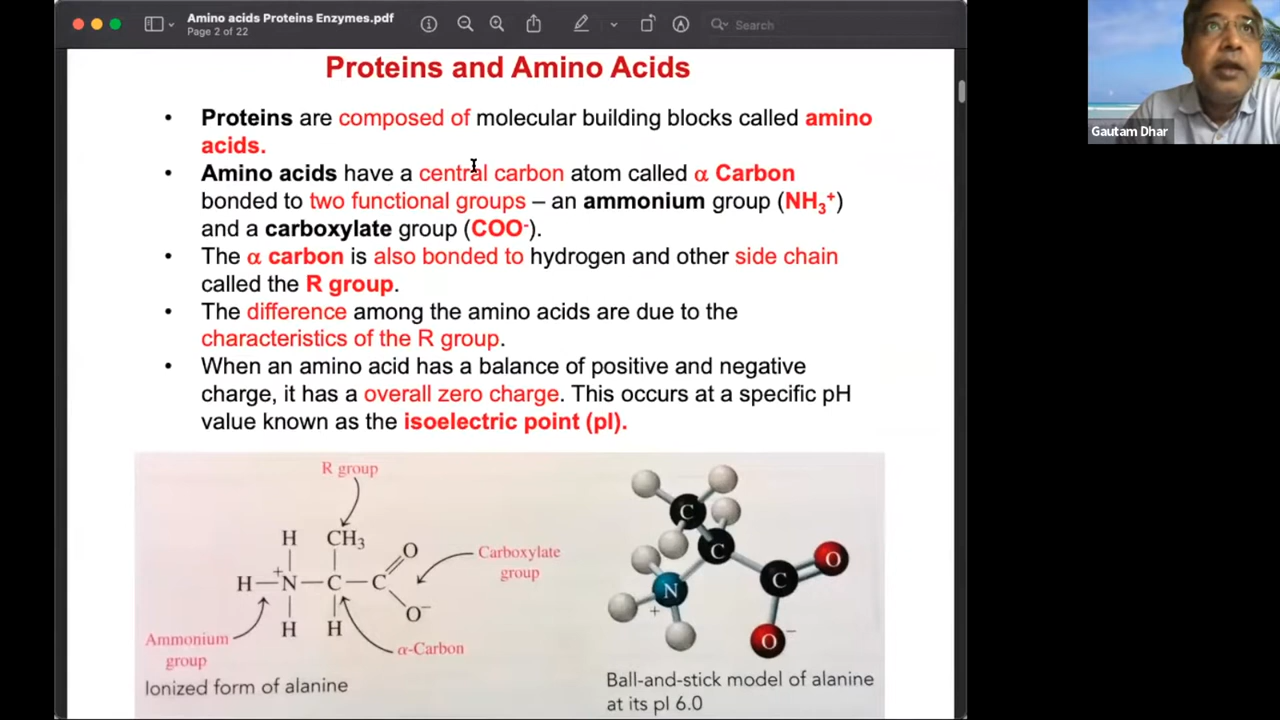 Amino acids Proteins Enzymes.pdf
Page 2 of 22
Search
Gautam Dhar
Proteins and Amino Acids
• Proteins are composed of molecular building blocks called amino
acids.
• Amino acids have a central carbon atom called α Carbon
bonded to two functional groups – an ammonium group (NH₃⁺)
and a carboxylate group (COO⁻).
• The α carbon is also bonded to hydrogen and other side chain
called the R group.
• The difference among the amino acids are due to the
characteristics of the R group.
• When an amino acid has a balance of positive and negative
charge, it has a overall zero charge. This occurs at a specific pH
value known as the isoelectric point (pI).
R group
H CH₃ O
Carboxylate
group
H—N⁺—C—C
O⁻
H H
Ammonium
group
α-Carbon
Ionized form of alanine
C
C
C
O
N
+
O
−
Ball-and-stick model of alanine
at its pI 6.0